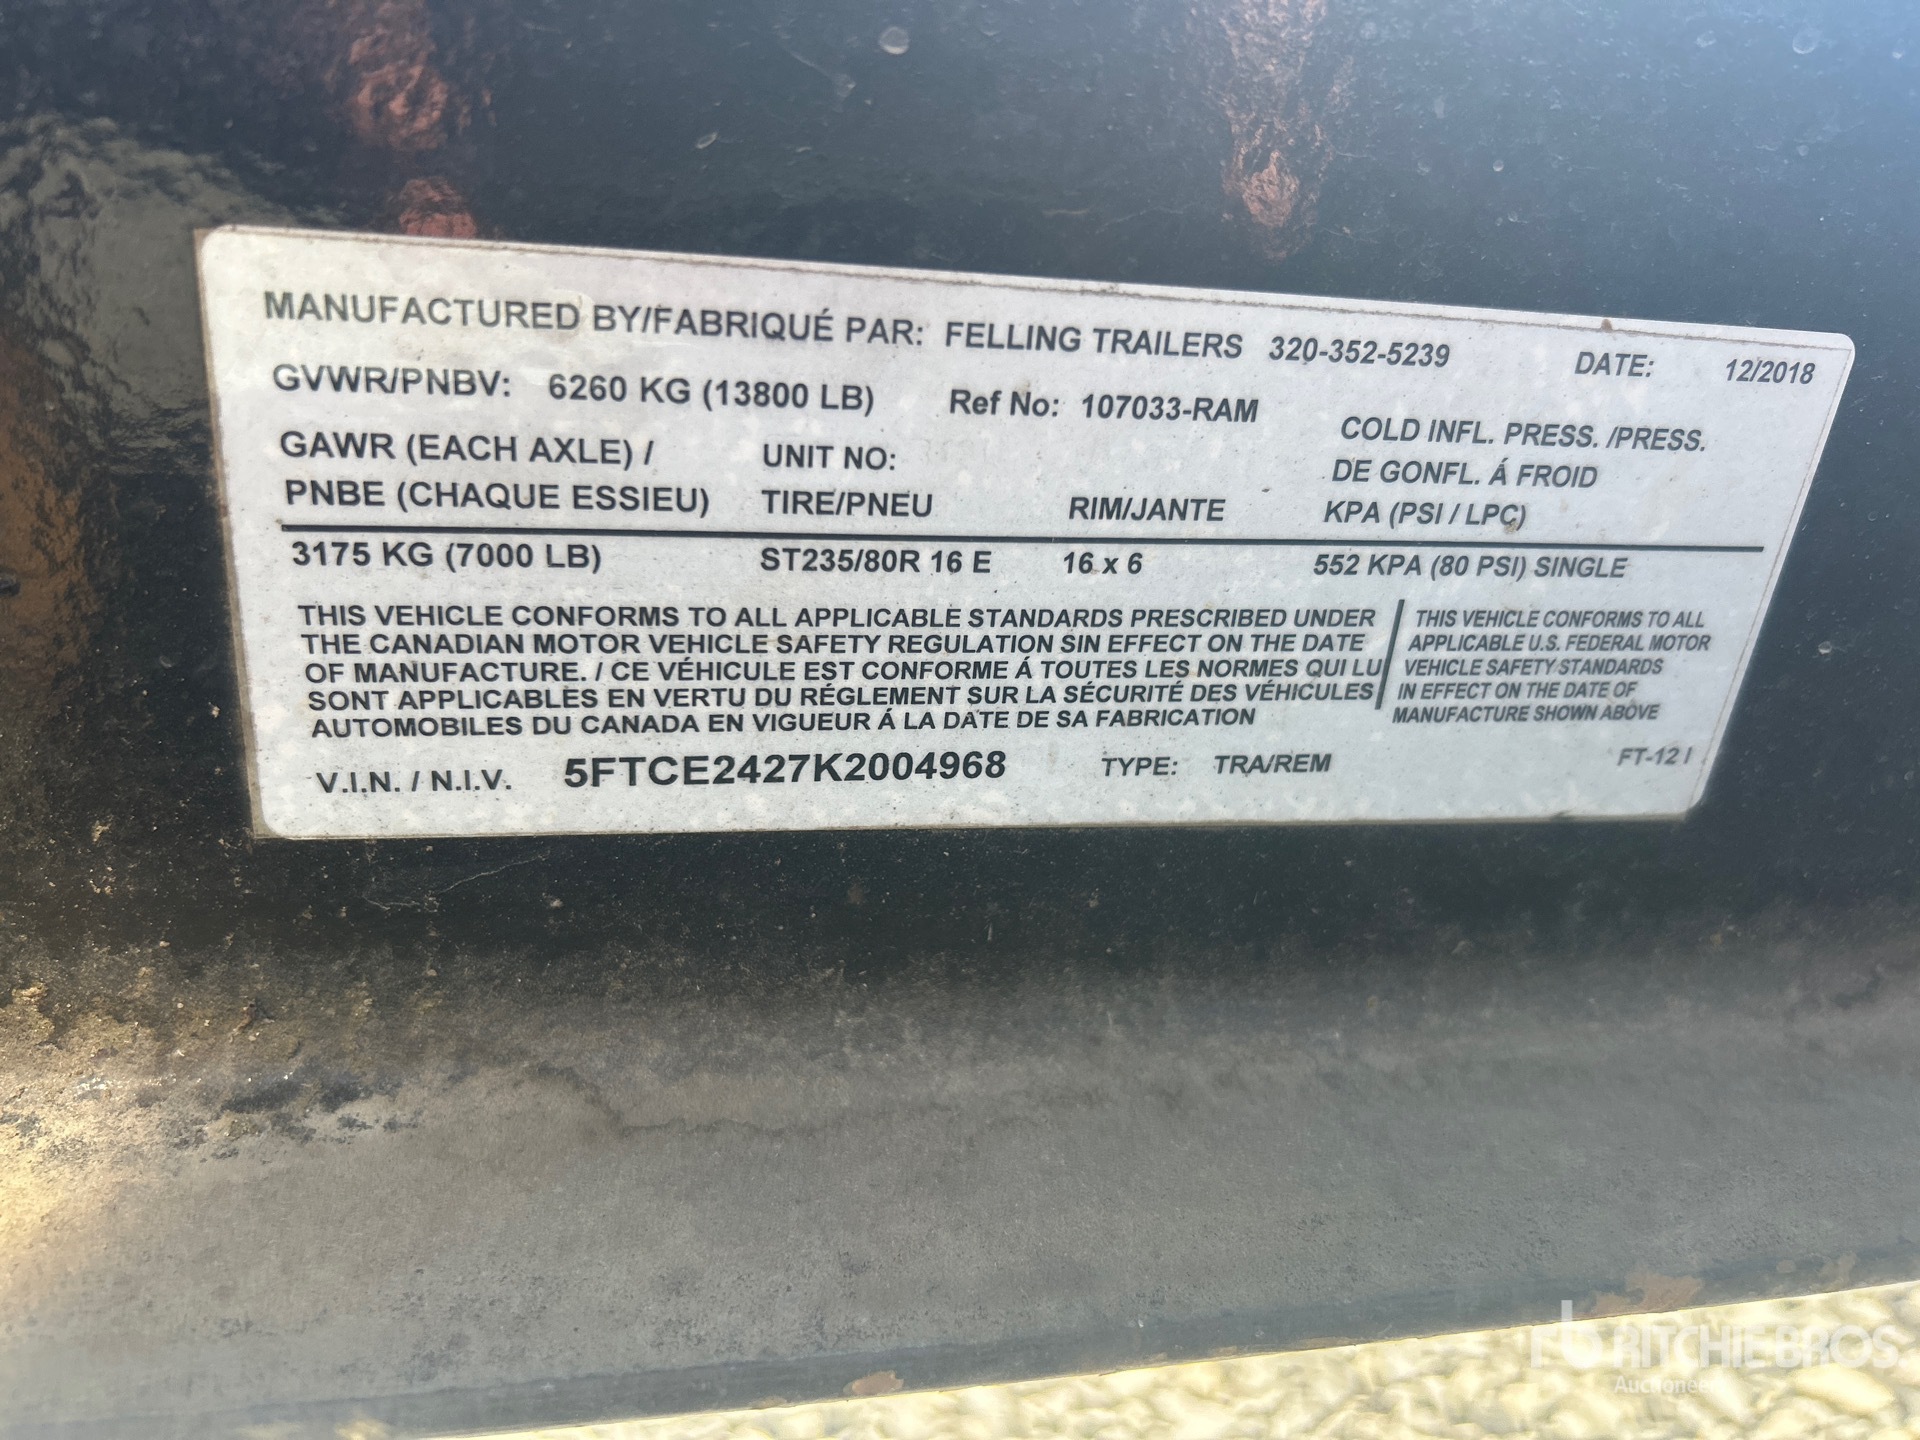 MANUFACTURED BY/FABRIQUÉ PAR: FELLING TRAILERS 320-352-5239 DATE: 12/2018
GVWR/PNBV: 6260 KG (13800 LB) Ref No: 107033-RAM
GAWR (EACH AXLE) / UNIT NO: COLD INFL. PRESS. /PRESS.
DE GONFL. Á FROID
PNBE (CHAQUE ESSIEU) TIRE/PNEU RIM/JANTE KPA (PSI / LPC)
3175 KG (7000 LB) ST235/80R 16 E 16 x 6 552 KPA (80 PSI) SINGLE
THIS VEHICLE CONFORMS TO ALL APPLICABLE STANDARDS PRESCRIBED UNDER
THE CANADIAN MOTOR VEHICLE SAFETY REGULATION SIN EFFECT ON THE DATE
OF MANUFACTURE. / CE VÉHICULE EST CONFORME Á TOUTES LES NORMES QUI LU
SONT APPLICABLES EN VERTU DU RÉGLEMENT SUR LA SÉCURITÉ DES VÉHICULES
AUTOMOBILES DU CANADA EN VIGUEUR Á LA DATE DE SA FABRICATION
THIS VEHICLE CONFORMS TO ALL
APPLICABLE U.S. FEDERAL MOTOR
VEHICLE SAFETY STANDARDS
IN EFFECT ON THE DATE OF
MANUFACTURE SHOWN ABOVE
V.I.N. / N.I.V. 5FTCE2427K2004968 TYPE: TRA/REM FT-12 I
rb RITCHIE BROS.
Auctioneers